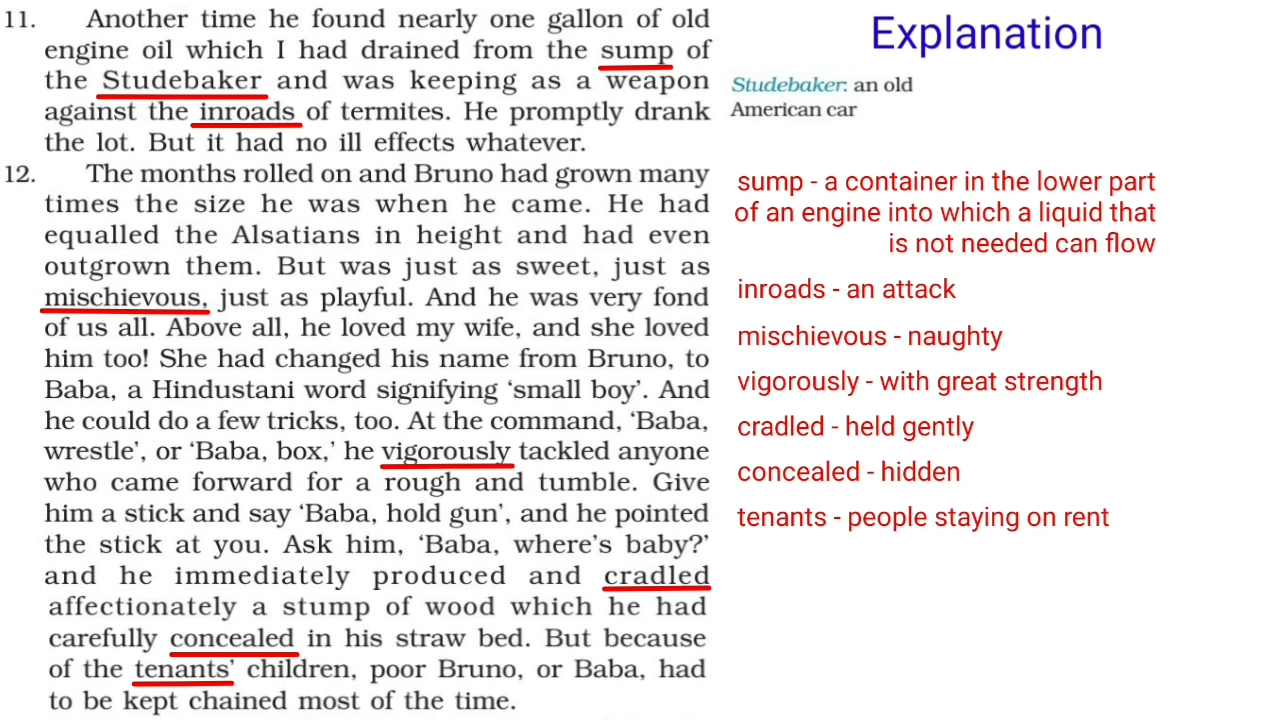 11. Another time he found nearly one gallon of old
engine oil which I had drained from the sump of
the Studebaker and was keeping as a weapon
against the inroads of termites. He promptly drank
the lot. But it had no ill effects whatever.
12. The months rolled on and Bruno had grown many
times the size he was when he came. He had
equalled the Alsatians in height and had even
outgrown them. But was just as sweet, just as
mischievous, just as playful. And he was very fond
of us all. Above all, he loved my wife, and she loved
him too! She had changed his name from Bruno, to
Baba, a Hindustani word signifying ‘small boy’. And
he could do a few tricks, too. At the command, ‘Baba,
wrestle’, or ‘Baba, box,’ he vigorously tackled anyone
who came forward for a rough and tumble. Give
him a stick and say ‘Baba, hold gun’, and he pointed
the stick at you. Ask him, ‘Baba, where’s baby?’
and he immediately produced and cradled
affectionately a stump of wood which he had
carefully concealed in his straw bed. But because
of the tenants’ children, poor Bruno, or Baba, had
to be kept chained most of the time.
Explanation
Studebaker: an old
American car
sump - a container in the lower part
of an engine into which a liquid that
is not needed can flow
inroads - an attack
mischievous - naughty
vigorously - with great strength
cradled - held gently
concealed - hidden
tenants - people staying on rent